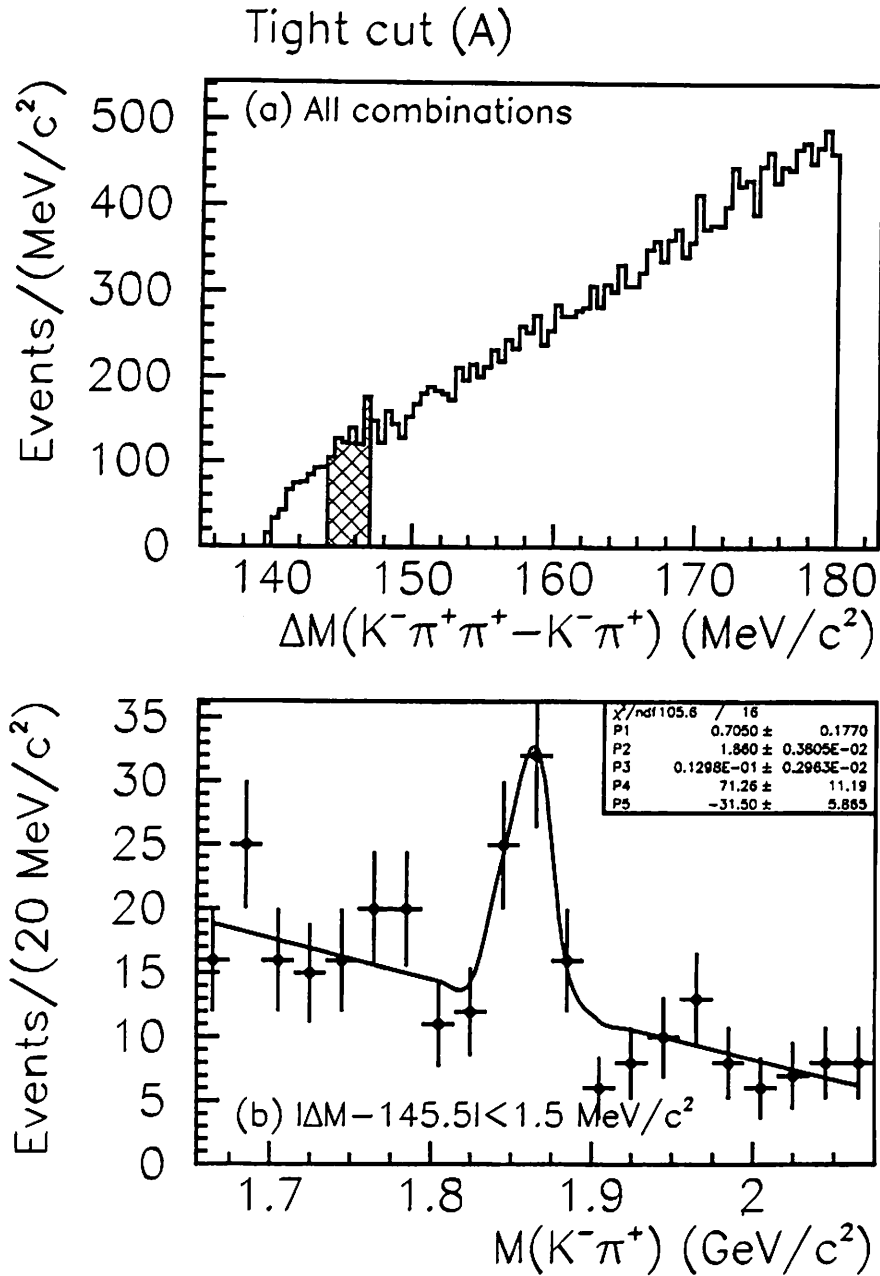 Tight cut (A)
(a) All combinations
Events/(MeV/c²)
500
400
300
200
100
0
140 150 160 170 180
ΔM(K⁻π⁺π⁺−K⁻π⁺) (MeV/c²)
χ²/ndf 105.6 / 16
P1 0.7050 ± 0.1770
P2 1.860 ± 0.3605E−02
P3 0.1298E−01 ± 0.2963E−02
P4 71.26 ± 11.19
P5 −31.50 ± 5.865
Events/(20 MeV/c²)
35
30
25
20
15
10
5
0
(b) |ΔM−145.5|<1.5 MeV/c²
1.7 1.8 1.9 2
M(K⁻π⁺) (GeV/c²)